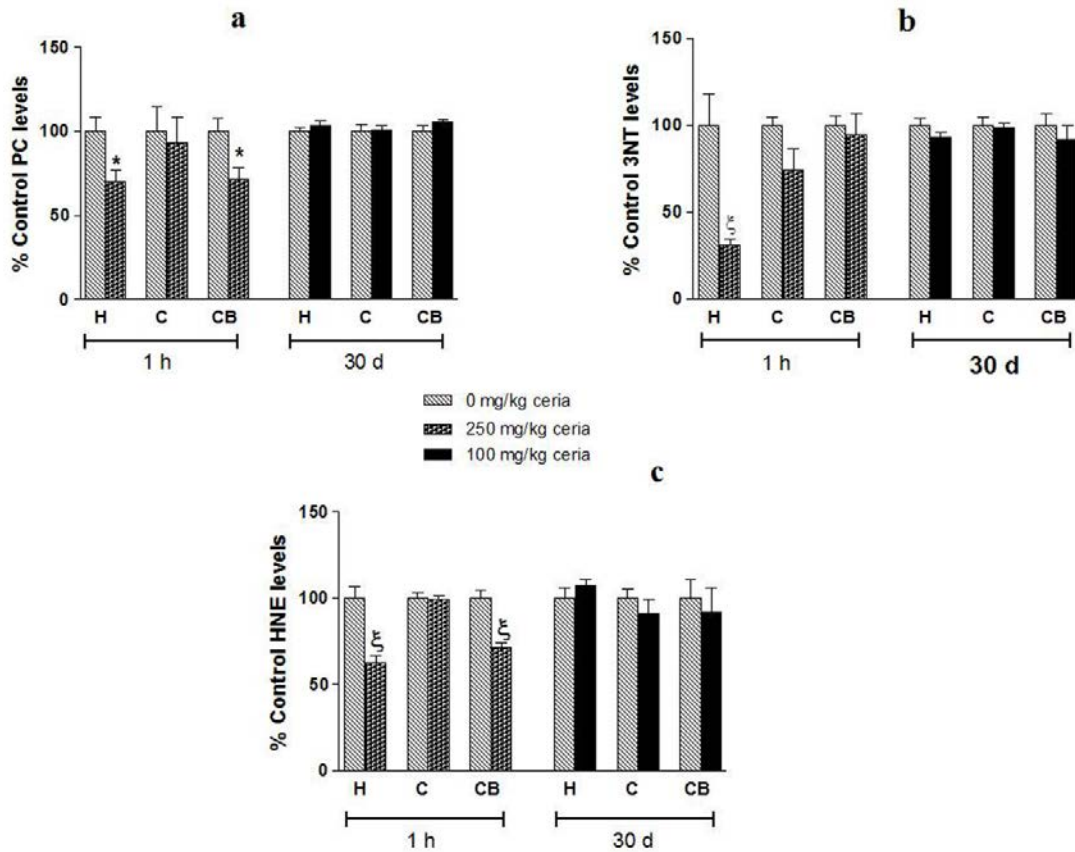 a
% Control PC levels
150
100
50
0
* *
H C CB H C CB
1 h 30 d
b
% Control 3NT levels
150
100
50
0
ξ
H C CB H C CB
1 h 30 d
0 mg/kg ceria
250 mg/kg ceria
100 mg/kg ceria
c
% Control HNE levels
150
100
50
0
ξ ξ
H C CB H C CB
1 h 30 d